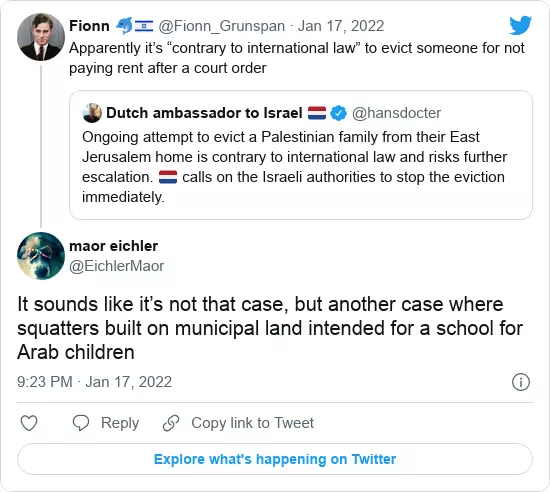 Fionn 🐬🇮🇱 @Fionn_Grunspan · Jan 17, 2022
Apparently it’s “contrary to international law” to evict someone for not
paying rent after a court order
Dutch ambassador to Israel 🇳🇱 @hansdocter
Ongoing attempt to evict a Palestinian family from their East
Jerusalem home is contrary to international law and risks further
escalation. 🇳🇱 calls on the Israeli authorities to stop the eviction
immediately.
maor eichler
@EichlerMaor
It sounds like it’s not that case, but another case where
squatters built on municipal land intended for a school for
Arab children
9:23 PM · Jan 17, 2022
Reply Copy link to Tweet
Explore what's happening on Twitter